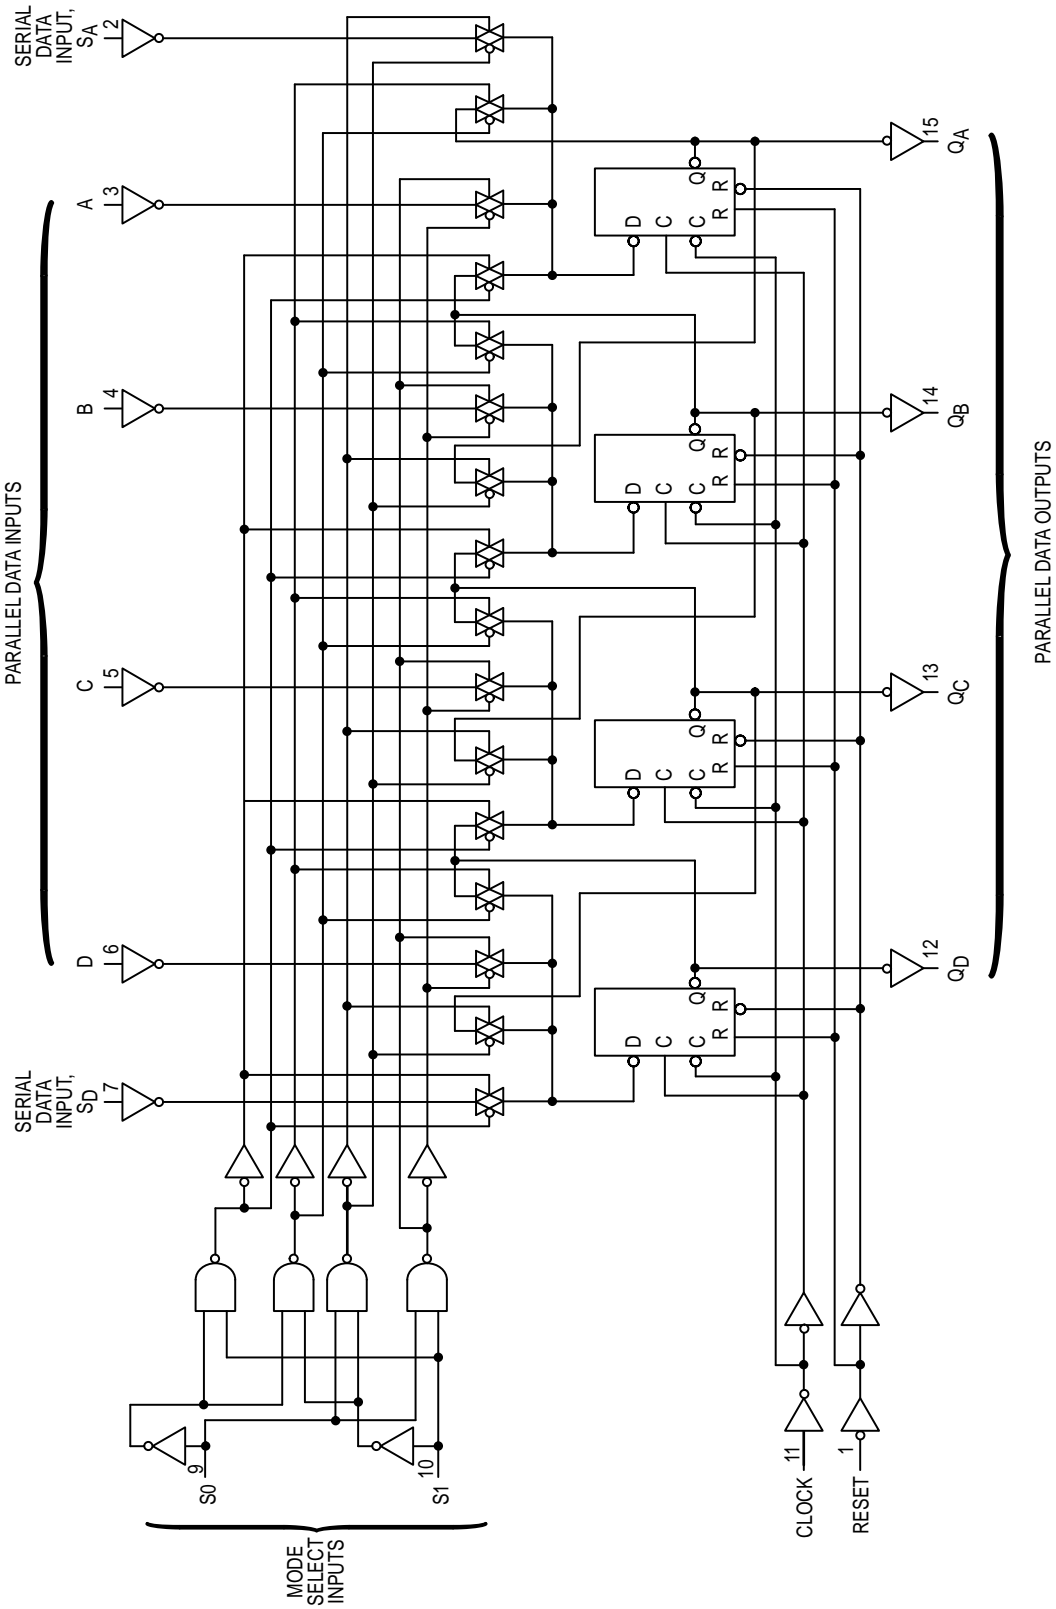 SERIAL
DATA
INPUT,
SA
2
PARALLEL DATA INPUTS
A
3
B
4
C
5
D
6
SERIAL
DATA
INPUT,
SD
7
D
C
C
Q
R
R
D
C
C
Q
R
R
D
C
C
Q
R
R
D
C
C
Q
R
R
15
QA
14
QB
13
QC
12
QD
PARALLEL DATA OUTPUTS
MODE
SELECT
INPUTS
S0
9
S1
10
CLOCK
11
RESET
1